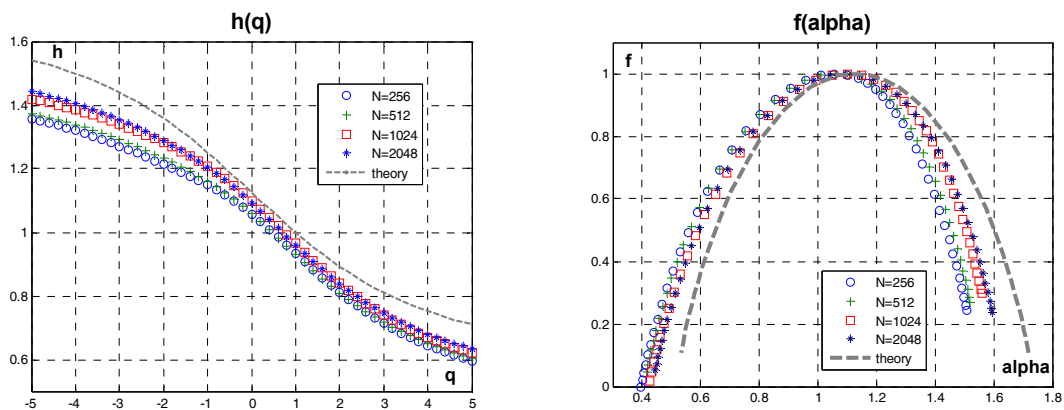 h(q)
1.6
h
1.4
1.2
1
0.8
0.6
N=256
N=512
N=1024
N=2048
theory
q
-5 -4 -3 -2 -1 0 1 2 3 4 5
f(alpha)
f
1
0.8
0.6
0.4
0.2
0
N=256
N=512
N=1024
N=2048
theory
alpha
0.4 0.6 0.8 1.0 1.2 1.4 1.6 1.8